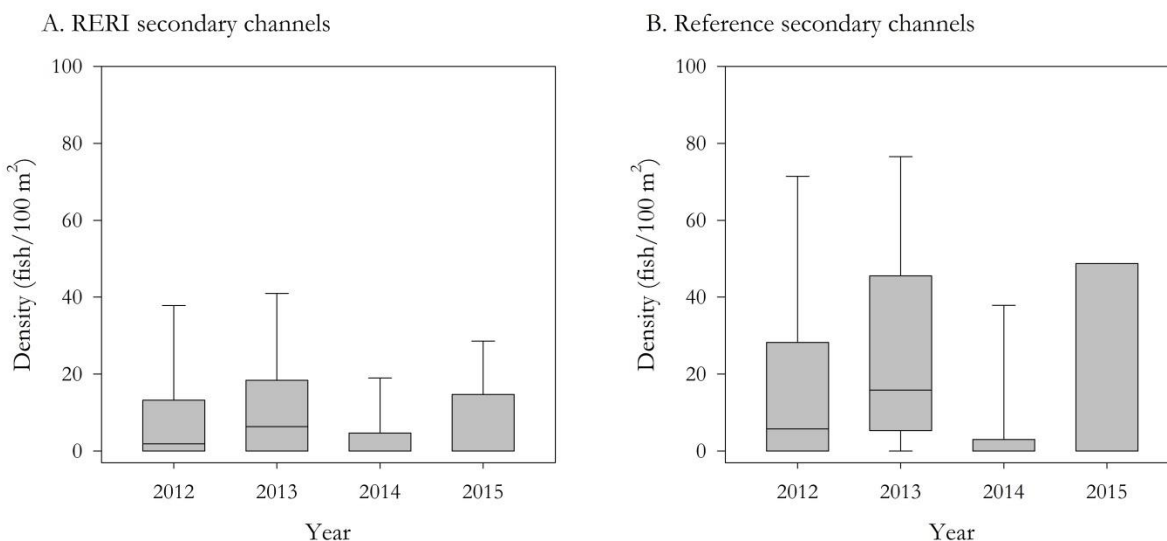 A. RERI secondary channels
100
80
60
40
20
0
Density (fish/100 m²)
2012 2013 2014 2015
Year
B. Reference secondary channels
100
80
60
40
20
0
Density (fish/100 m²)
2012 2013 2014 2015
Year